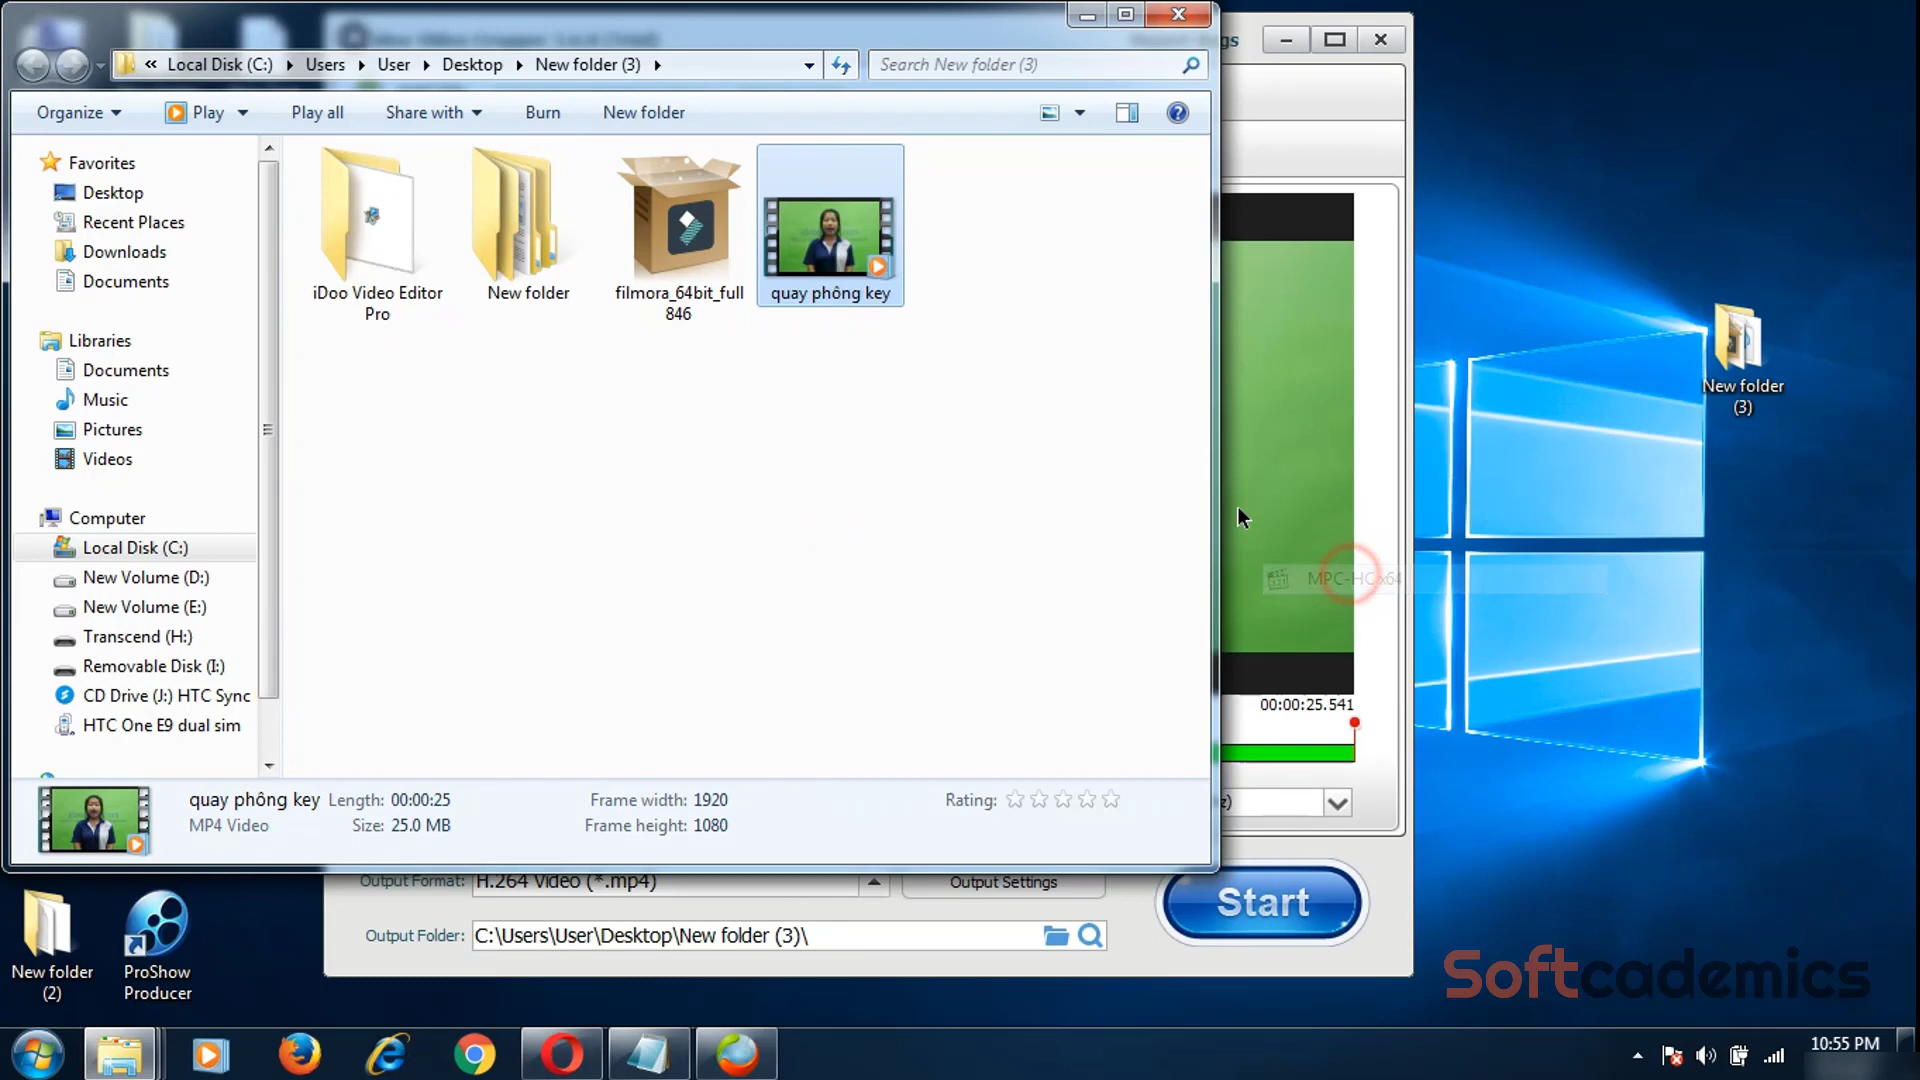 « Local Disk (C:) Users User Desktop New folder (3)
Search New folder (3)
Organize Play Play all Share with Burn New folder
Favorites
Desktop
Recent Places
Downloads
Documents
Libraries
Documents
Music
Pictures
Videos
Computer
Local Disk (C:)
New Volume (D:)
New Volume (E:)
Transcend (H:)
Removable Disk (I:)
CD Drive (J:) HTC Sync
HTC One E9 dual sim
iDoo Video Editor
Pro
New folder
filmora_64bit_full
846
quay phông key
MPC-HC x64
00:00:25.541
New folder
(3)
quay phông key Length: 00:00:25 Frame width: 1920 Rating:
MP4 Video Size: 25.0 MB Frame height: 1080
z)
Output Format: H.264 Video (*.mp4) Output Settings
Output Folder: C:\Users\User\Desktop\New folder (3)\
Start
New folder
(2)
ProShow
Producer
Softcademics
10:55 PM